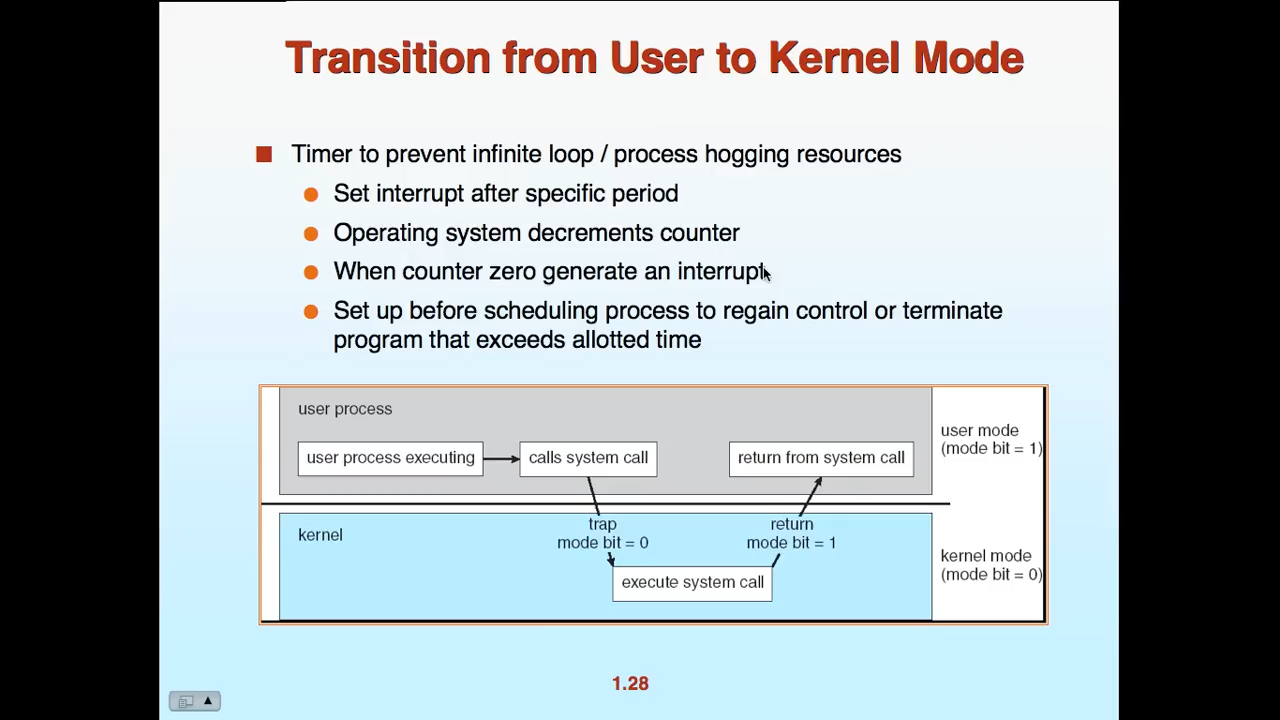 Transition from User to Kernel Mode
Timer to prevent infinite loop / process hogging resources
Set interrupt after specific period
Operating system decrements counter
When counter zero generate an interrupt
Set up before scheduling process to regain control or terminate
program that exceeds allotted time
user process
user process executing
calls system call
return from system call
user mode
(mode bit = 1)
kernel
trap
mode bit = 0
return
mode bit = 1
execute system call
kernel mode
(mode bit = 0)
1.28